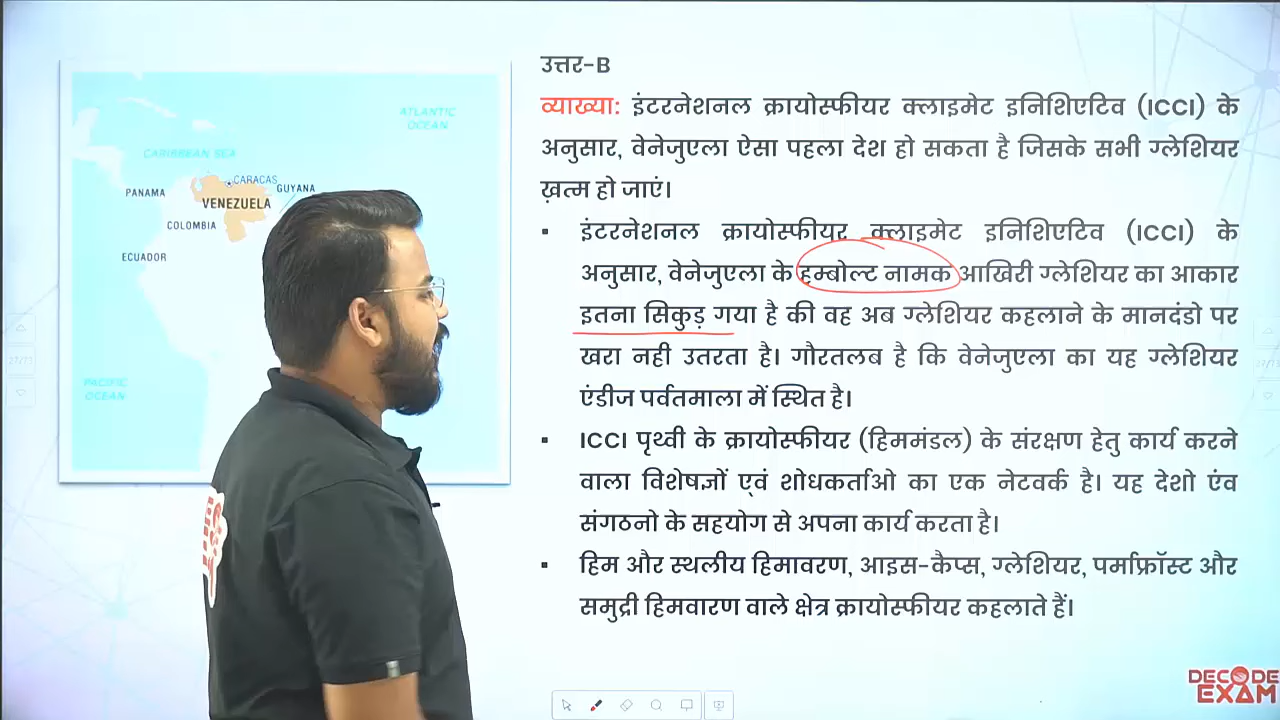 उत्तर-B
व्याख्या: इंटरनेशनल क्रायोस्फीयर क्लाइमेट इनिशिएटिव (ICCI) के
अनुसार, वेनेजुएला ऐसा पहला देश हो सकता है जिसके सभी ग्लेशियर
ख़त्म हो जाएं।
▪ इंटरनेशनल क्रायोस्फीयर क्लाइमेट इनिशिएटिव (ICCI) के
अनुसार, वेनेजुएला के हम्बोल्ट नामक आखिरी ग्लेशियर का आकार
इतना सिकुड़ गया है की वह अब ग्लेशियर कहलाने के मानदंडो पर
खरा नही उतरता है। गौरतलब है कि वेनेजुएला का यह ग्लेशियर
एंडीज पर्वतमाला में स्थित है।
▪ ICCI पृथ्वी के क्रायोस्फीयर (हिममंडल) के संरक्षण हेतु कार्य करने
वाला विशेषज्ञों एवं शोधकर्ताओ का एक नेटवर्क है। यह देशो एंव
संगठनो के सहयोग से अपना कार्य करता है।
▪ हिम और स्थलीय हिमावरण, आइस-कैप्स, ग्लेशियर, पर्माफ्रॉस्ट और
समुद्री हिमवारण वाले क्षेत्र क्रायोस्फीयर कहलाते हैं।
ATLANTIC
OCEAN
CARIBBEAN SEA
CARACAS
PANAMA
GUYANA
VENEZUELA
COLOMBIA
ECUADOR
PACIFIC
OCEAN
DECODE
EXAM